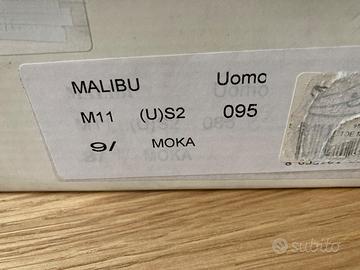 MALIBU Uomo
M11 (U)S2 095
9/ MOKA
subito